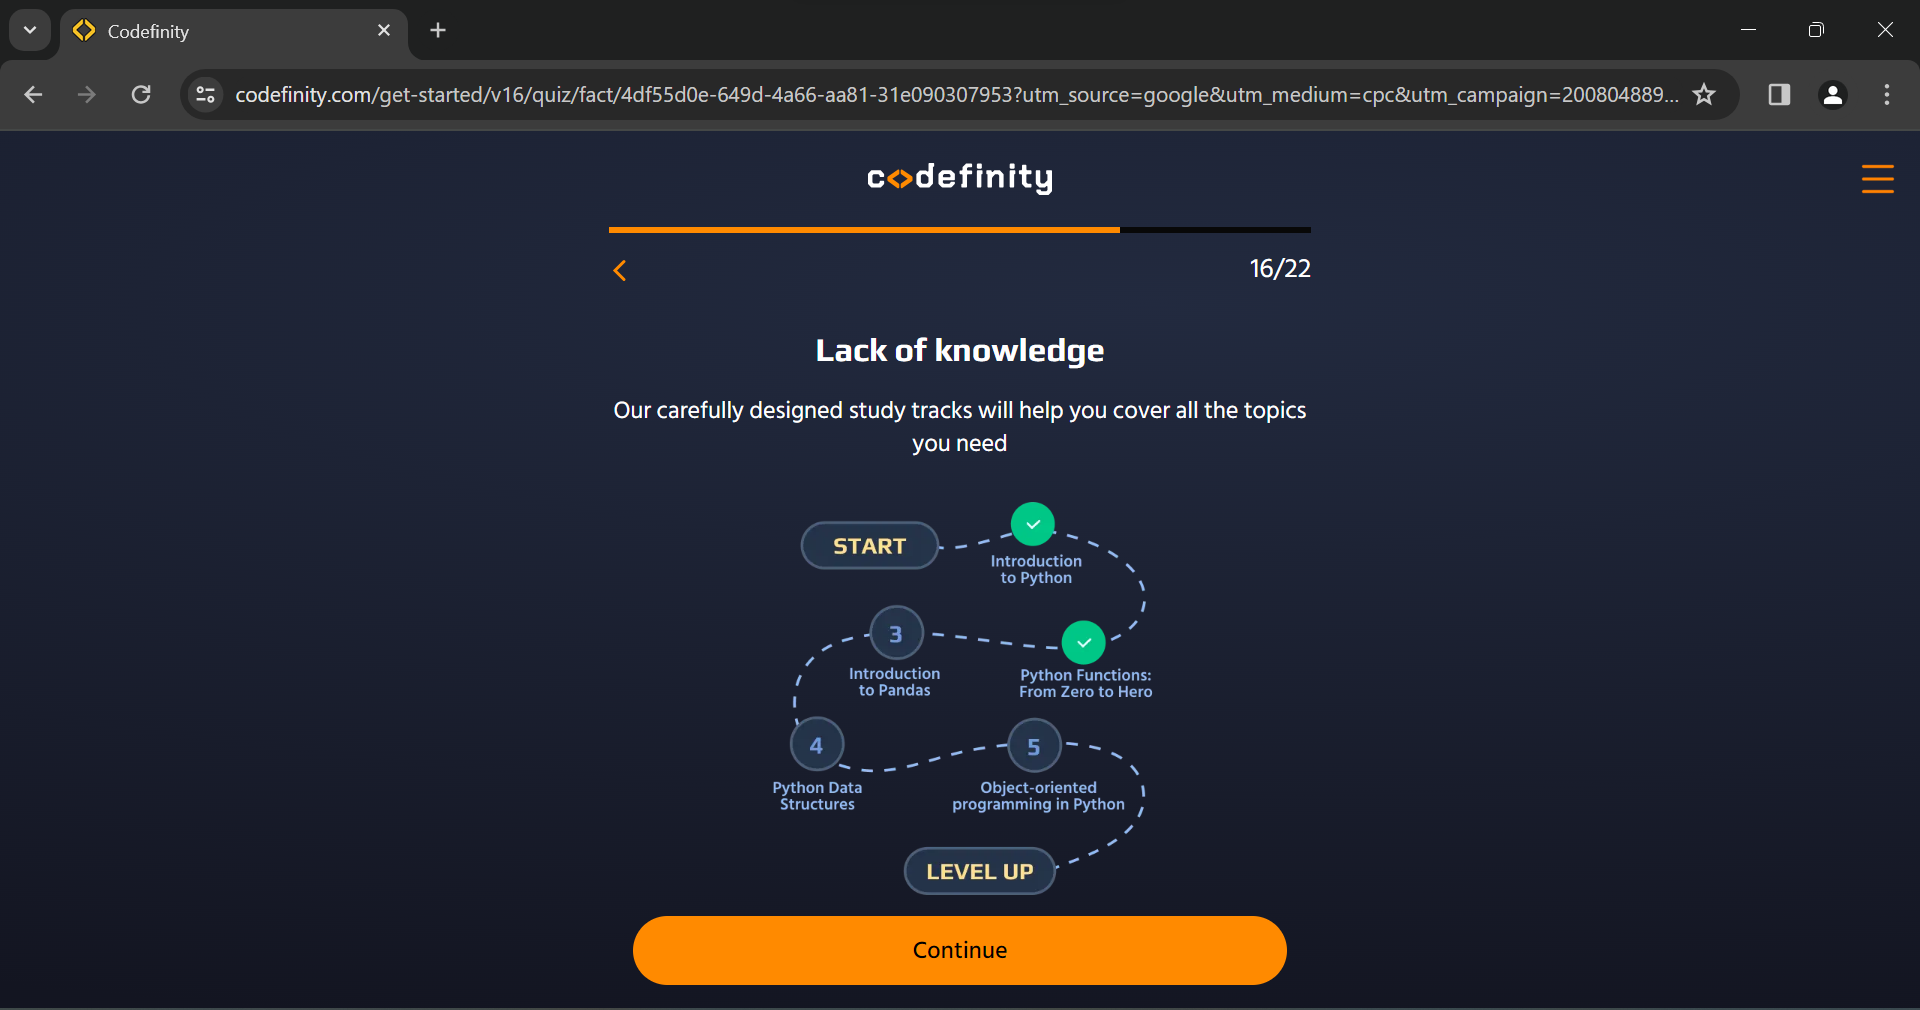 Codefinity
codefinity.com/get-started/v16/quiz/fact/4df55d0e-649d-4a66-aa81-31e090307953?utm_source=google&utm_medium=cpc&utm_campaign=200804889...
codefinity
16/22
Lack of knowledge
Our carefully designed study tracks will help you cover all the topics
you need
START
Introduction
to Python
3
Introduction
to Pandas
Python Functions:
From Zero to Hero
4
Python Data
Structures
5
Object-oriented
programming in Python
LEVEL UP
Continue